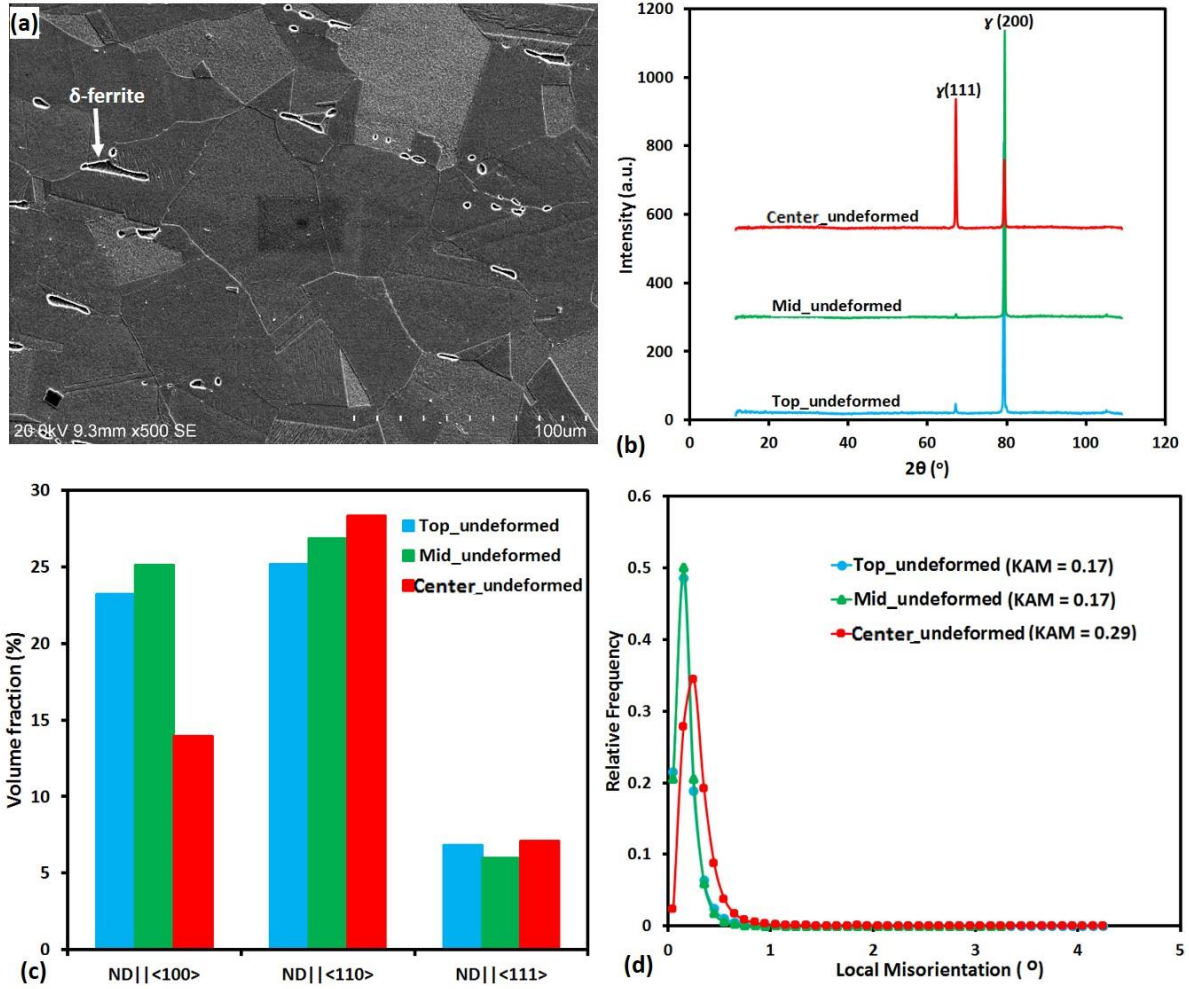 (a)
δ-ferrite
20.0kV 9.3mm x500 SE
100um
(b)
1200
1000
800
600
400
200
0
Intensity (a.u.)
ɣ (200)
ɣ(111)
Center_undeformed
Mid_undeformed
Top_undeformed
0 20 40 60 80 100 120
2θ (°)
(c)
30
25
20
15
10
5
0
Volume fraction (%)
Top_undeformed
Mid_undeformed
Center_undeformed
ND||<100> ND||<110> ND||<111>
(d)
0.6
0.5
0.4
0.3
0.2
0.1
0
Relative Frequency
Top_undeformed (KAM = 0.17)
Mid_undeformed (KAM = 0.17)
Center_undeformed (KAM = 0.29)
0 1 2 3 4 5
Local Misorientation ( °)